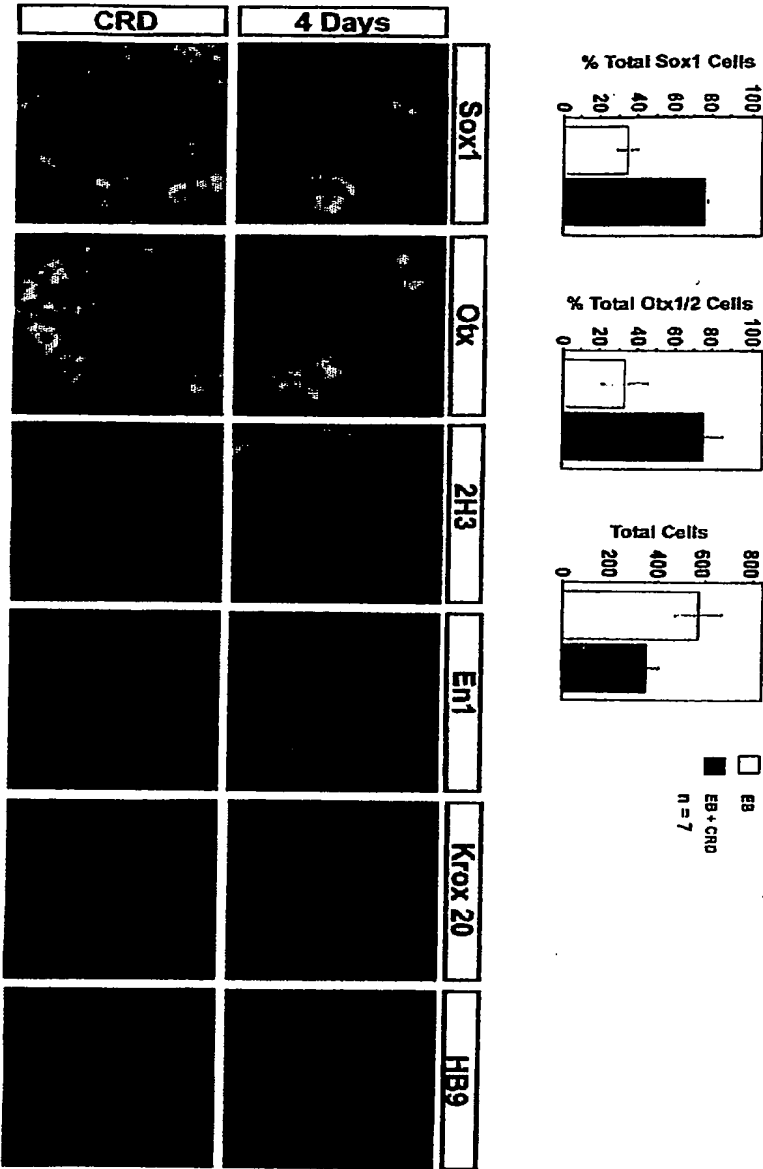 CRD
4 Days
Sox1
Otx
2H3
En1
Krox 20
HB9
% Total Sox1 Cells
0
20
40
60
80
100
% Total Otx1/2 Cells
0
20
40
60
80
100
Total Cells
0
200
400
600
800
EB
EB + CRD
n = 7